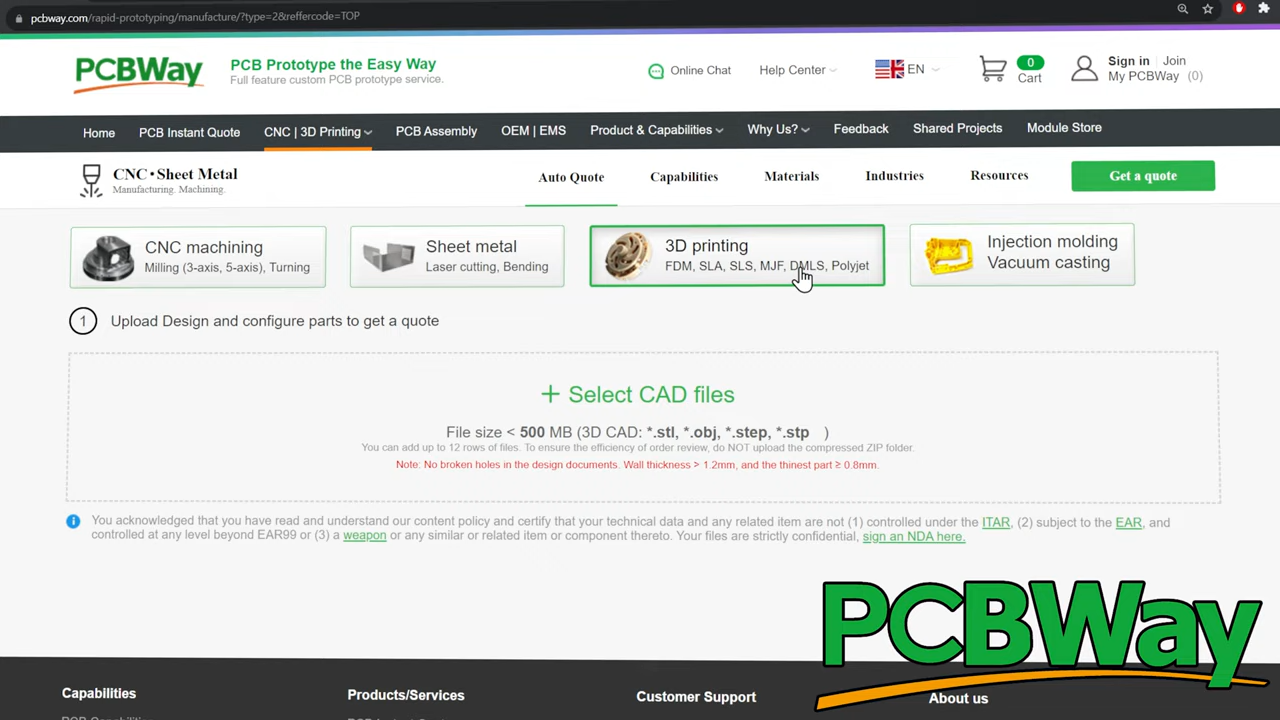 pcbway.com/rapid-prototyping/manufacture/?type=2&reffercode=TOP
PCBWay
PCB Prototype the Easy Way
Full feature custom PCB prototype service.
Online Chat
Help Center
EN
0
Cart
Sign in
Join
My PCBWay (0)
Home
PCB Instant Quote
CNC | 3D Printing
PCB Assembly
OEM | EMS
Product & Capabilities
Why Us?
Feedback
Shared Projects
Module Store
CNC•Sheet Metal
Manufacturing. Machining.
Auto Quote
Capabilities
Materials
Industries
Resources
Get a quote
CNC machining
Milling (3-axis, 5-axis), Turning
Sheet metal
Laser cutting, Bending
3D printing
FDM, SLA, SLS, MJF, DMLS, Polyjet
Injection molding
Vacuum casting
1
Upload Design and configure parts to get a quote
+ Select CAD files
File size < 500 MB (3D CAD: *.stl, *.obj, *.step, *.stp )
You can add up to 12 rows of files. To ensure the efficiency of order review, do NOT upload the compressed ZIP folder.
Note: No broken holes in the design documents. Wall thickness > 1.2mm, and the thinest part ≥ 0.8mm.
You acknowledged that you have read and understand our content policy and certify that your technical data and any related item are not (1) controlled under the ITAR, (2) subject to the EAR, and
controlled at any level beyond EAR99 or (3) a weapon or any similar or related item or component thereto. Your files are strictly confidential, sign an NDA here.
PCBWay
Capabilities
Products/Services
Customer Support
About us